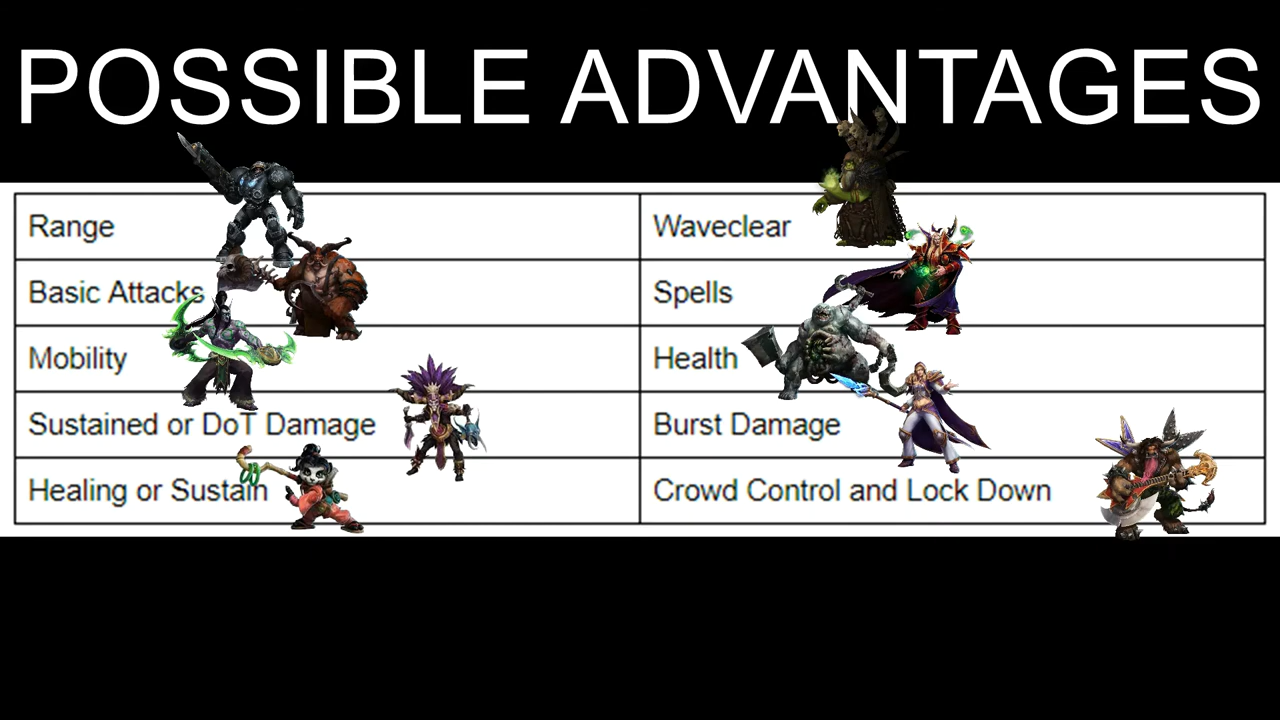 POSSIBLE ADVANTAGES
Range
Waveclear
Basic Attacks
Spells
Mobility
Health
Sustained or DoT Damage
Burst Damage
Healing or Sustain
Crowd Control and Lock Down